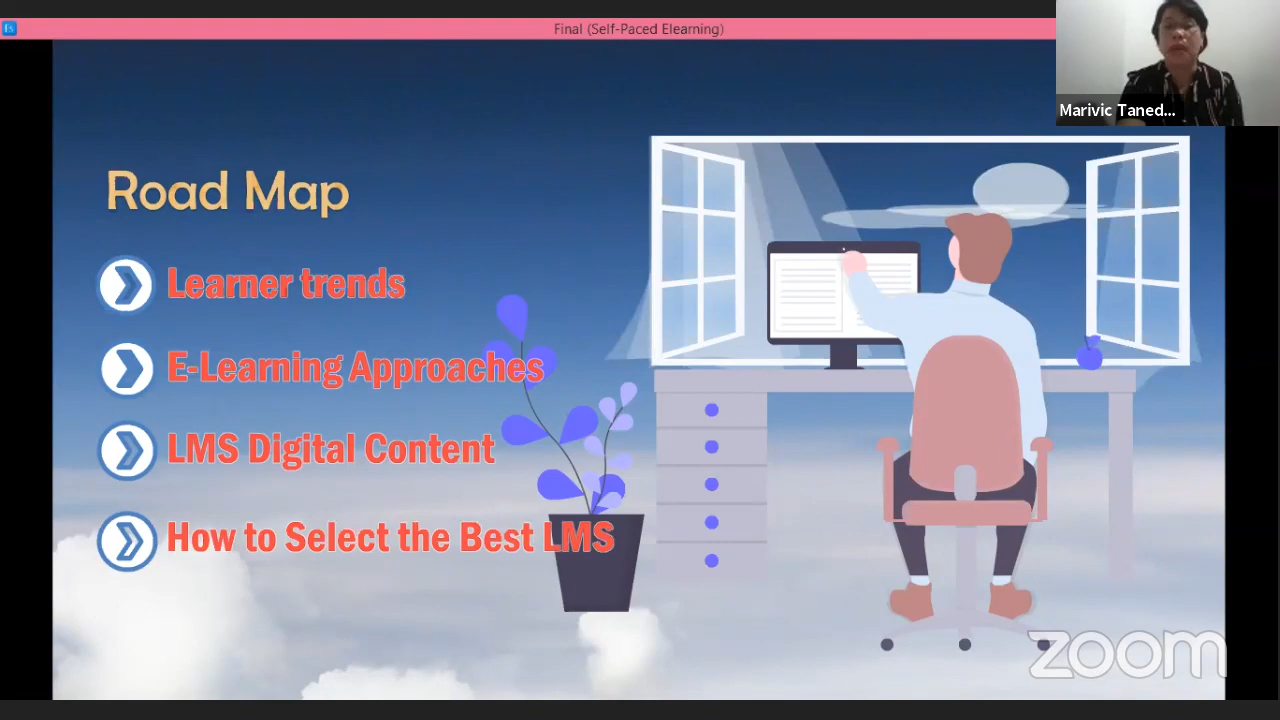 Final (Self-Paced Elearning)
Marivic Taned...
Road Map
Learner trends
E-Learning Approaches
LMS Digital Content
How to Select the Best LMS
zoom